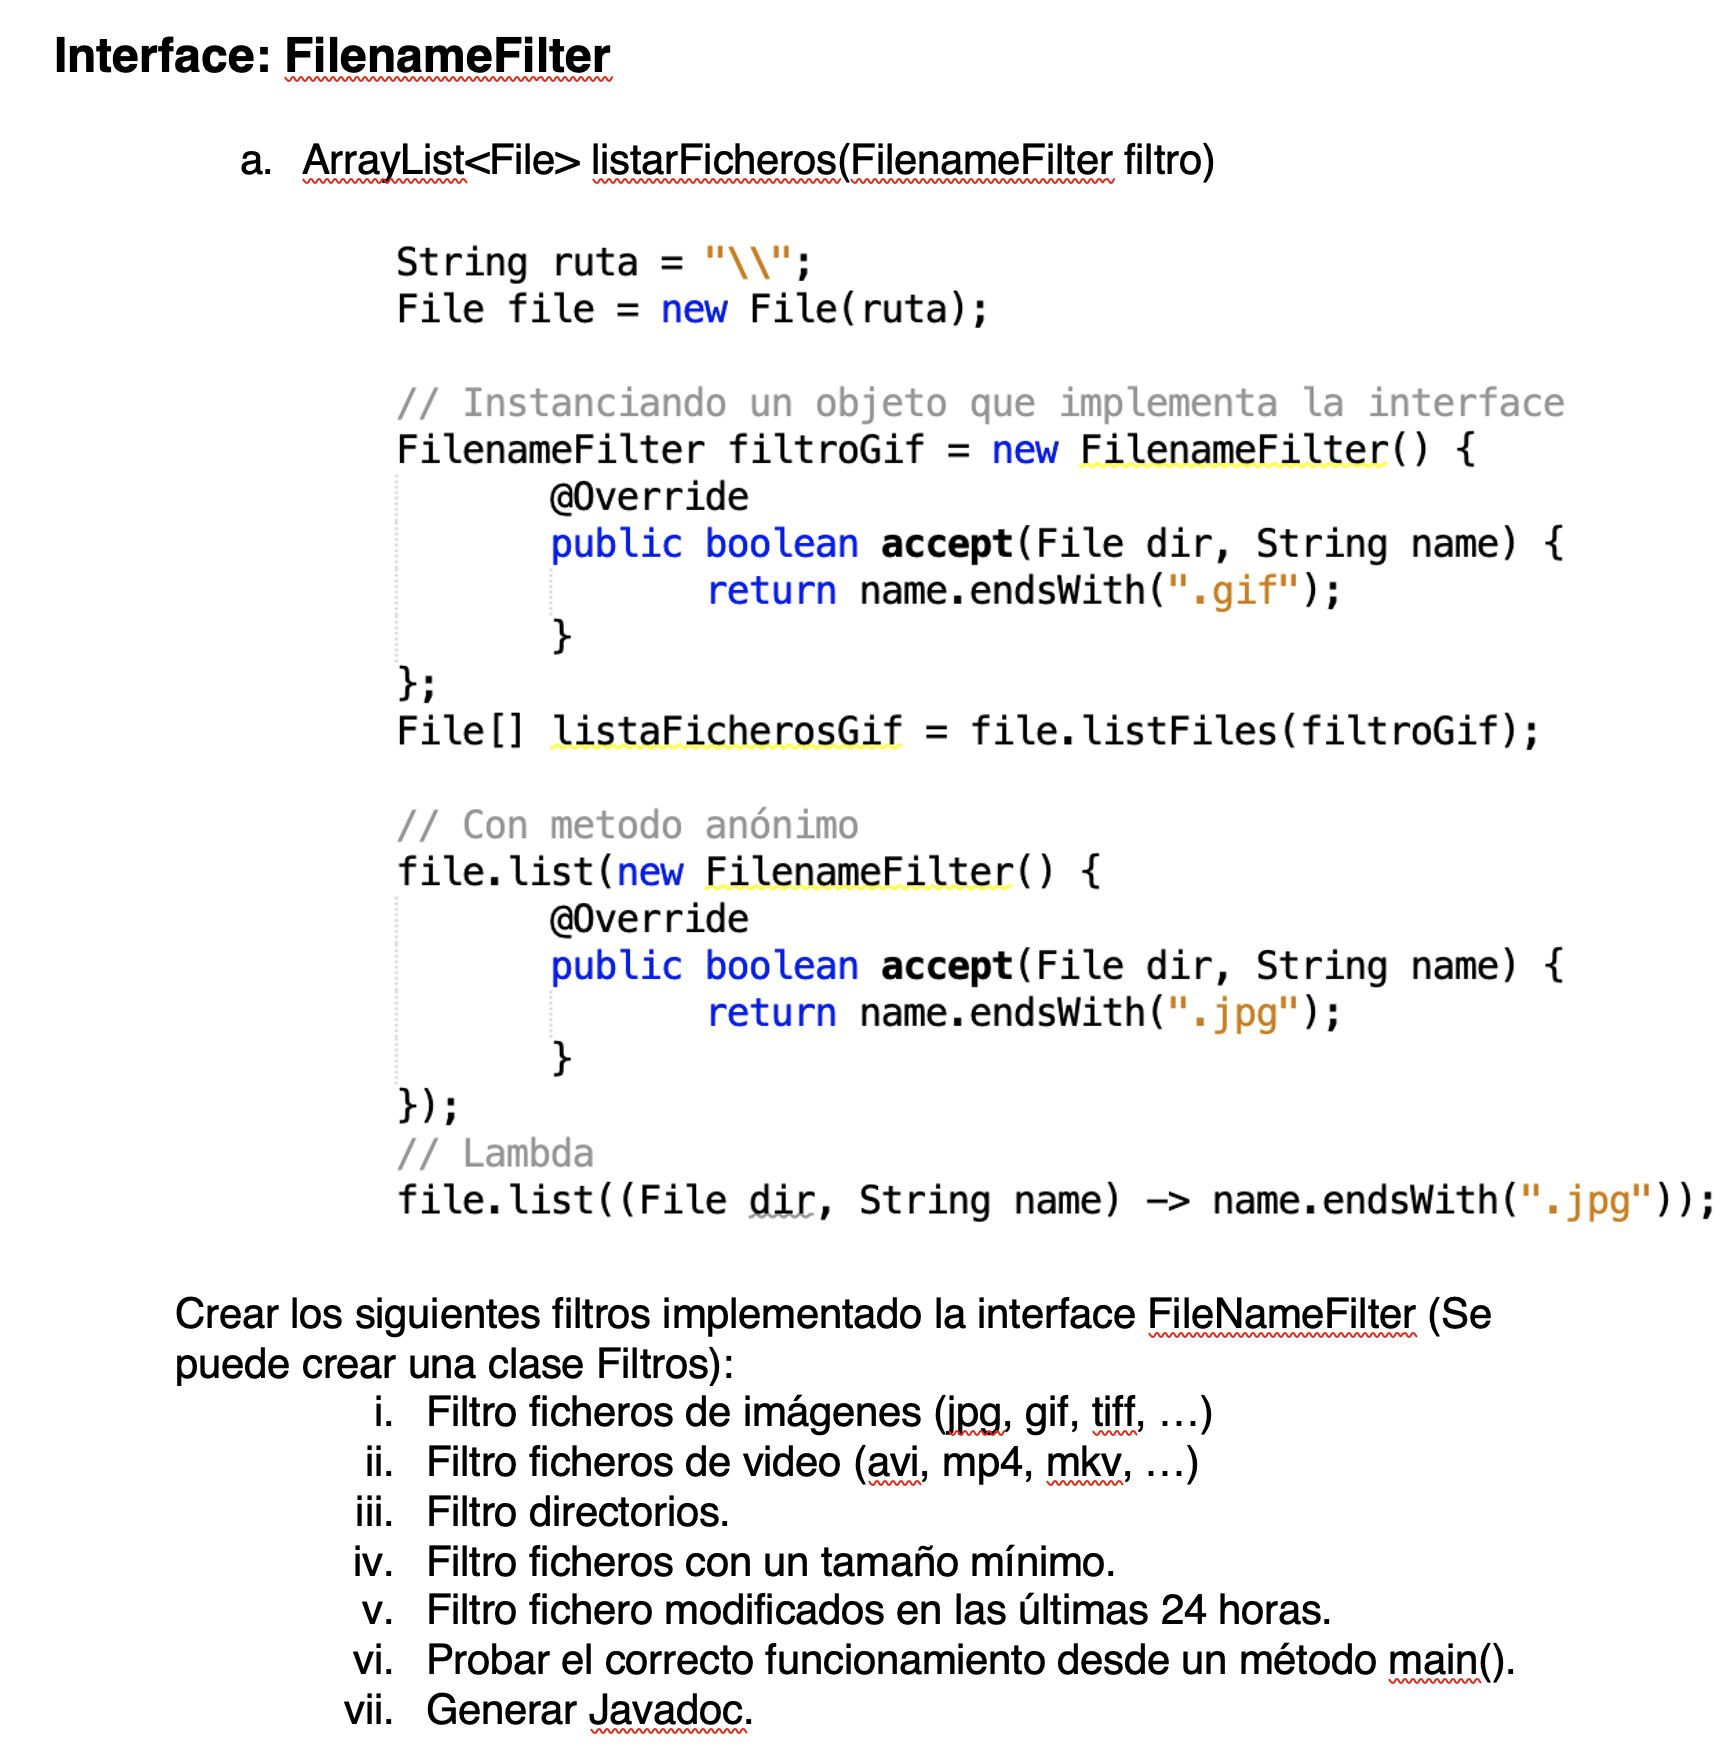 Interface: FilenameFilter
a. ArrayList<File> listarFicheros(FilenameFilter filtro)
String ruta = "\\";
File file = new File(ruta);
// Instanciando un objeto que implementa la interface
FilenameFilter filtroGif = new FilenameFilter() {
@Override
public boolean accept(File dir, String name) {
return name.endsWith(".gif");
}
};
File[] listaFicherosGif = file.listFiles(filtroGif);
// Con metodo anónimo
file.list(new FilenameFilter() {
@Override
public boolean accept(File dir, String name) {
return name.endsWith(".jpg");
}
});
// Lambda
file.list((File dir, String name) -> name.endsWith(".jpg"));
Crear los siguientes filtros implementado la interface FileNameFilter (Se
puede crear una clase Filtros):
i. Filtro ficheros de imágenes (jpg, gif, tiff, …)
ii. Filtro ficheros de video (avi, mp4, mkv, …)
iii. Filtro directorios.
iv. Filtro ficheros con un tamaño mínimo.
v. Filtro fichero modificados en las últimas 24 horas.
vi. Probar el correcto funcionamiento desde un método main().
vii. Generar Javadoc.